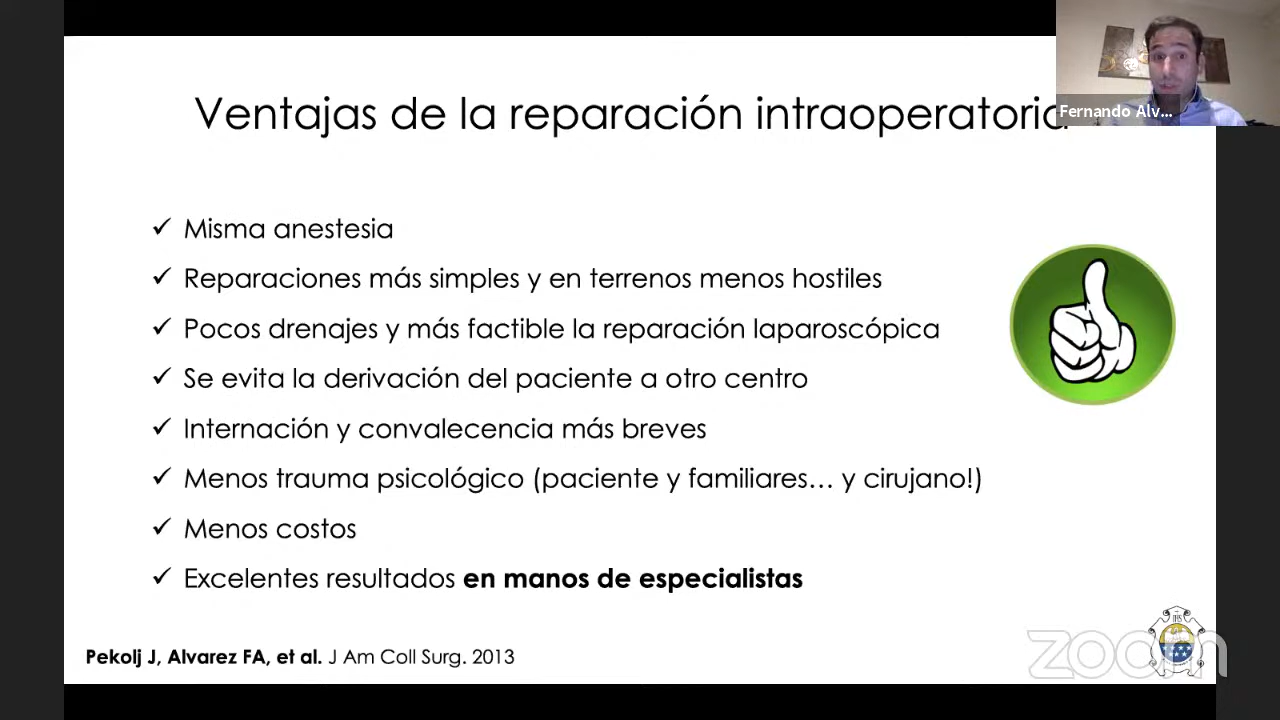 Ventajas de la reparación intraoperatoria
Fernando Alv...
✓ Misma anestesia
✓ Reparaciones más simples y en terrenos menos hostiles
✓ Pocos drenajes y más factible la reparación laparoscópica
✓ Se evita la derivación del paciente a otro centro
✓ Internación y convalecencia más breves
✓ Menos trauma psicológico (paciente y familiares… y cirujano!)
✓ Menos costos
✓ Excelentes resultados en manos de especialistas
Pekolj J, Alvarez FA, et al. J Am Coll Surg. 2013
zoom